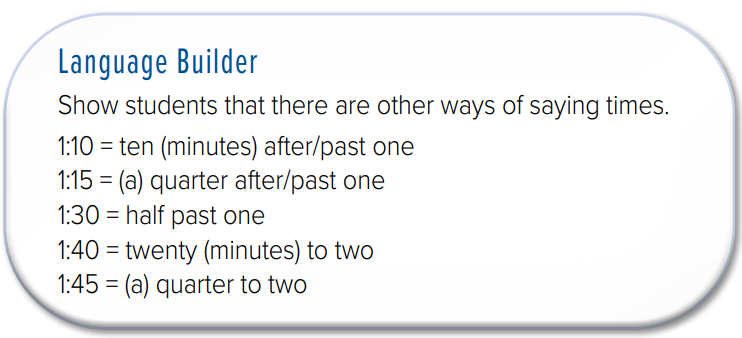 Language Builder
Show students that there are other ways of saying times.
1:10 = ten (minutes) after/past one
1:15 = (a) quarter after/past one
1:30 = half past one
1:40 = twenty (minutes) to two
1:45 = (a) quarter to two